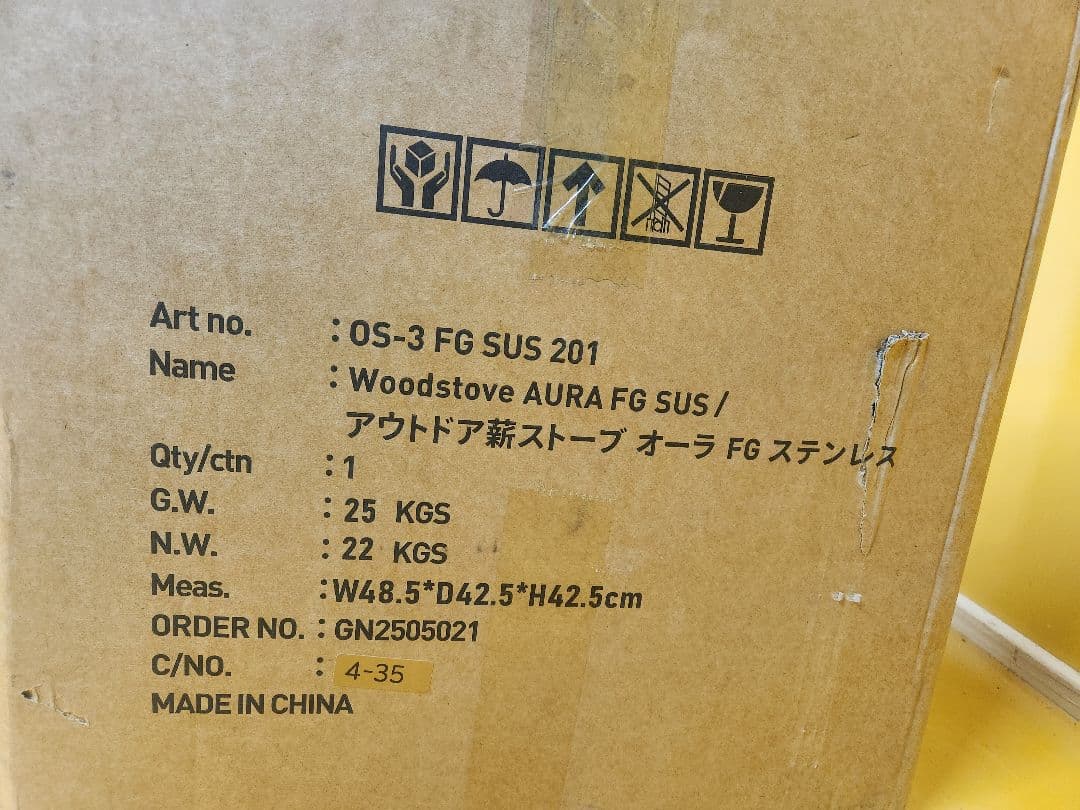 Art no. : OS-3 FG SUS 201
Name : Woodstove AURA FG SUS /
アウトドア薪ストーブ オーラ FG ステンレス
Qty/ctn : 1
G.W. : 25 KGS
N.W. : 22 KGS
Meas. : W48.5*D42.5*H42.5cm
ORDER NO. : GN2505021
C/NO. : 4-35
MADE IN CHINA